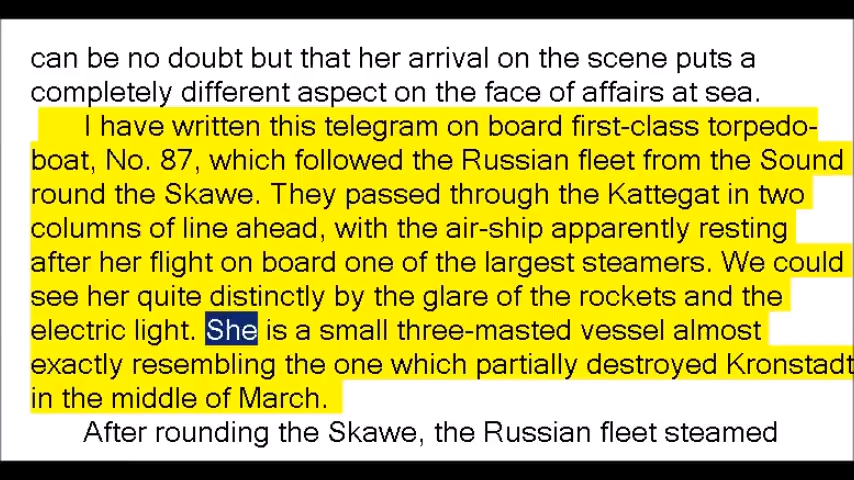 can be no doubt but that her arrival on the scene puts a
completely different aspect on the face of affairs at sea.
I have written this telegram on board first-class torpedo-
boat, No. 87, which followed the Russian fleet from the Sound
round the Skawe. They passed through the Kattegat in two
columns of line ahead, with the air-ship apparently resting
after her flight on board one of the largest steamers. We could
see her quite distinctly by the glare of the rockets and the
electric light. She is a small three-masted vessel almost
exactly resembling the one which partially destroyed Kronstadt
in the middle of March.
After rounding the Skawe, the Russian fleet steamed